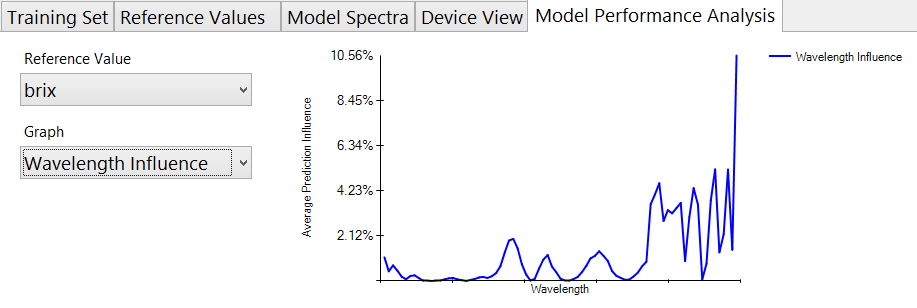 Training Set Reference Values Model Spectra Device View Model Performance Analysis
Reference Value
brix
Graph
Wavelength Influence
10.56%
8.45%
6.34%
4.23%
2.12%
Average Prediction Influence
Wavelength
Wavelength Influence